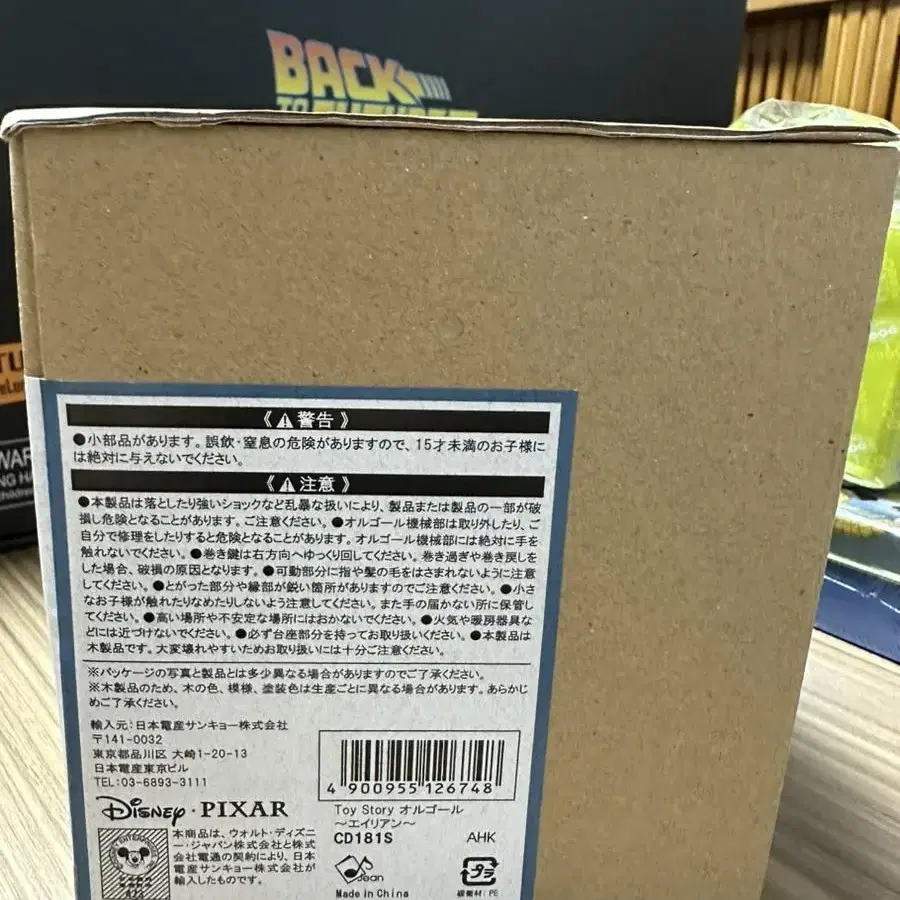 BACK
TO
WAR
《⚠警告》
●小部品があります。誤飲・窒息の危険がありますので、15才未満のお子様に
は絶対に与えないでください。
《⚠注意》
●本製品は落としたり強いショックなど乱暴な扱いにより、製品または製品の一部が破
損し危険となることがあります。ご注意ください。●オルゴール機械部は取り外したり、ご
自分で修理をしたりすると危険となることがあります。オルゴール機械部には絶対に手を
触れないでください。●巻き鍵は右方向へゆっくり回してください。巻き過ぎや巻き戻しを
した場合、破損の原因となります。●可動部分に指や髪の毛をはさまれないように注意
してください。●とがった部分や縁部が鋭い箇所がありますのでご注意ください。●小さ
なお子様が触れたりなめたりしないよう注意してください。また手の届かない所に保管し
てください。●高い場所や不安定な場所にはおかないでください。●火気や暖房器具な
どには近づけないでください。●必ず台座部分を持ってお取り扱いください。●本製品は
木製品です。大変壊れやすいためお取り扱いには十分ご注意ください。
※パッケージの写真と製品とは多少異なる場合がありますのでご了承ください。
※木製品のため、木の色、模様、塗装色は生産ごとに異なる場合があります。あらかじ
めご了承ください。
輸入元:日本電産サンキョー株式会社
〒141-0032
東京都品川区 大崎1-20-13
日本電産東京ビル
TEL:03-6893-3111
4 900955 126748
Toy Story オルゴール
～エイリアン～
CD181S AHK
Disney・PIXAR
本商品は、ウォルト・ディズニ
ー・ジャパン株式会社と株式
会社電通の契約により、日本
電産サンキョー株式会社が
輸入したものです。
Jean
Made in China
プラ
緩衝材:PE